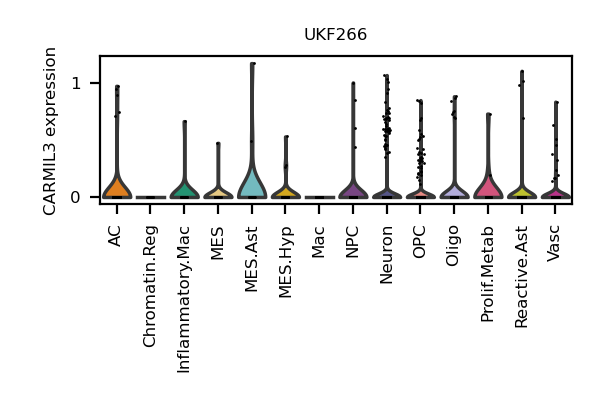 UKF266
CARMIL3 expression
1
0
AC
Chromatin.Reg
Inflammatory.Mac
MES
MES.Ast
MES.Hyp
Mac
NPC
Neuron
OPC
Oligo
Prolif.Metab
Reactive.Ast
Vasc